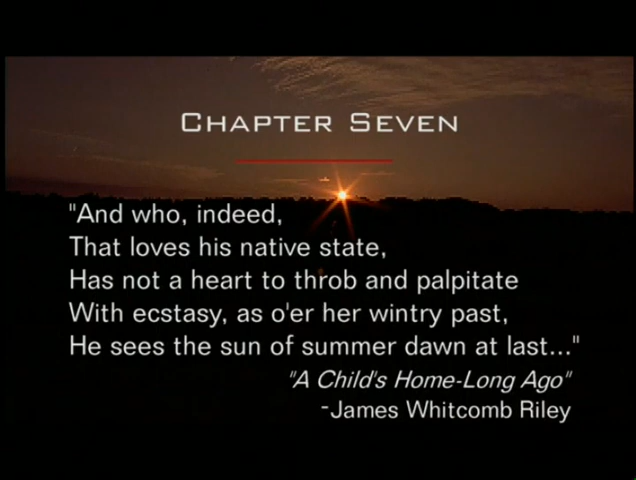 Chapter Seven
"And who, indeed,
That loves his native state,
Has not a heart to throb and palpitate
With ecstasy, as o'er her wintry past,
He sees the sun of summer dawn at last..."
"A Child's Home-Long Ago"
-James Whitcomb Riley